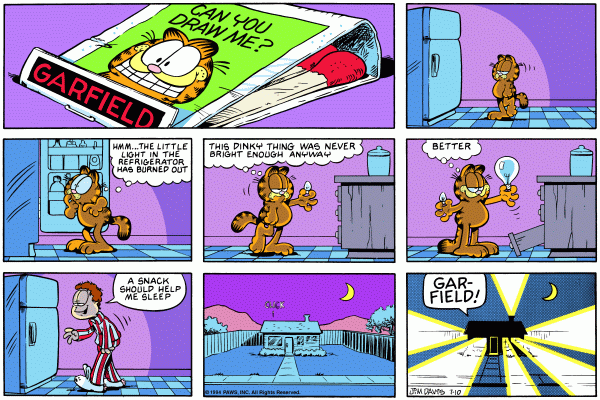 CAN YOU
DRAW ME?
GARFIELD
HMM...THE LITTLE
LIGHT IN THE
REFRIGERATOR
HAS BURNED OUT
THIS DINKY THING WAS NEVER
BRIGHT ENOUGH ANYWAY
BETTER
A SNACK
SHOULD HELP
ME SLEEP
© 1994 PAWS, INC. All Rights Reserved.
GAR-
FIELD!
JIM DAVIS 7-10